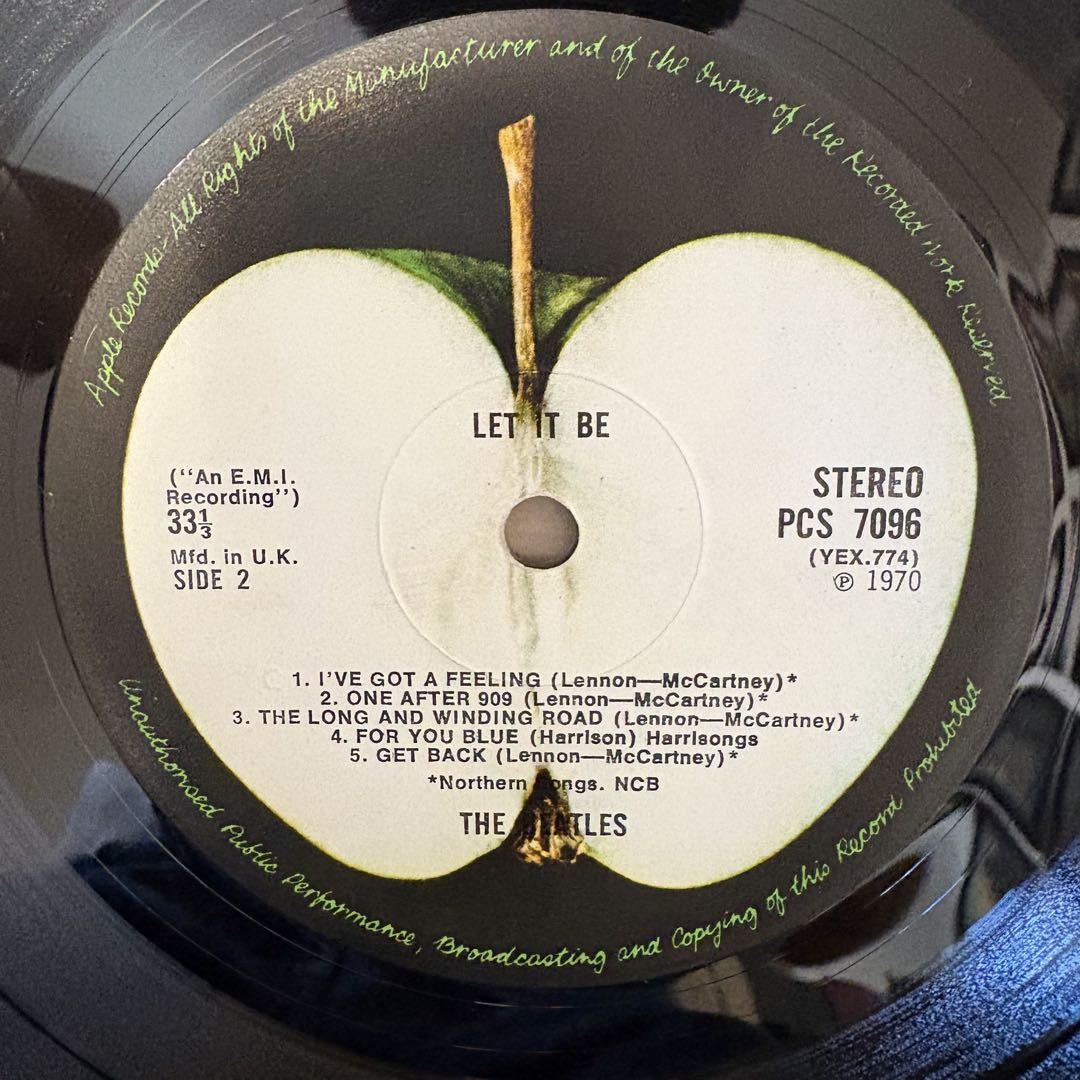 Apple Records- All Rights of the Manufacturer and of the Owner of the Recorded Work Reserved
LET IT BE
("An E.M.I.
Recording")
33⅓
Mfd. in U.K.
SIDE 2
STEREO
PCS 7096
(YEX.774)
℗ 1970
1. I'VE GOT A FEELING (Lennon—McCartney)*
2. ONE AFTER 909 (Lennon—McCartney)*
3. THE LONG AND WINDING ROAD (Lennon—McCartney)*
4. FOR YOU BLUE (Harrison) Harrisongs
5. GET BACK (Lennon—McCartney)*
*Northern Songs. NCB
THE BEATLES
Unauthorised Public Performance, Broadcasting and Copying of this Record Prohibited